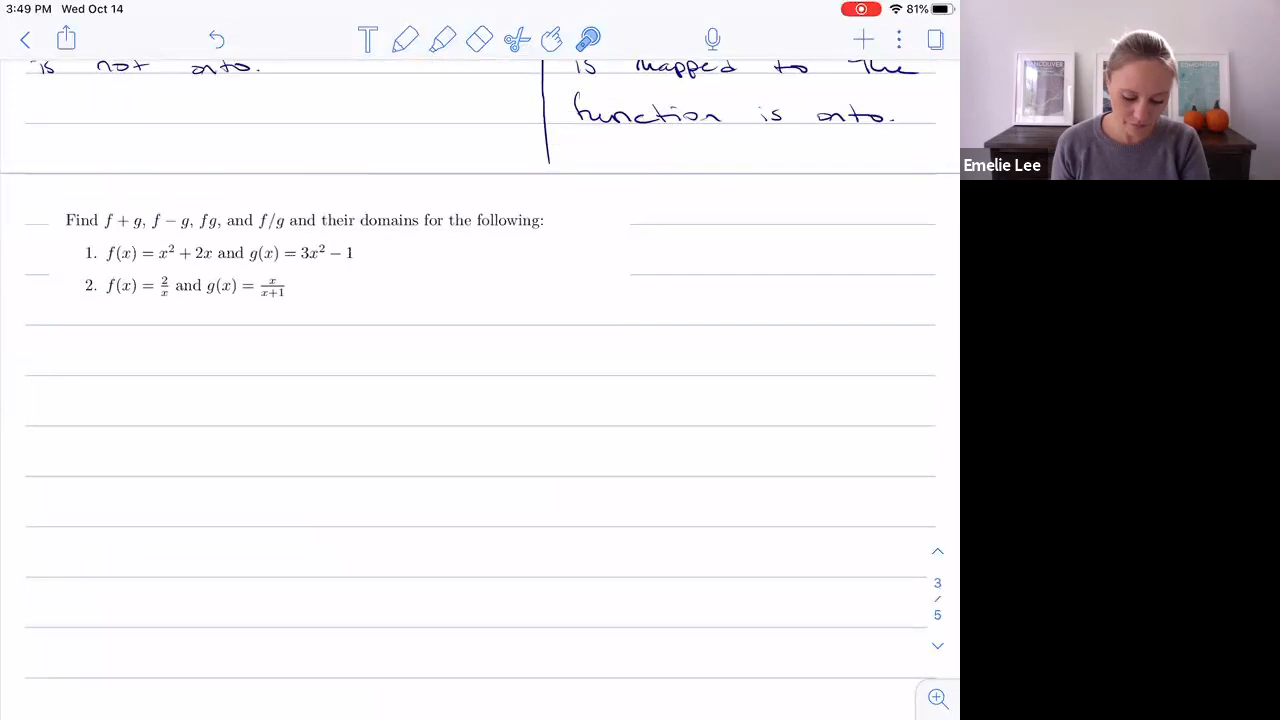 3:49 PM Wed Oct 14
81%
T
is not onto.
is mapped to the
function is onto.
VANCOUVER
EDMONTON
Emelie Lee
Find f + g, f − g, fg, and f/g and their domains for the following:
1. f(x) = x² + 2x and g(x) = 3x² − 1
2. f(x) = 2/x and g(x) = x/(x+1)
3
/
5